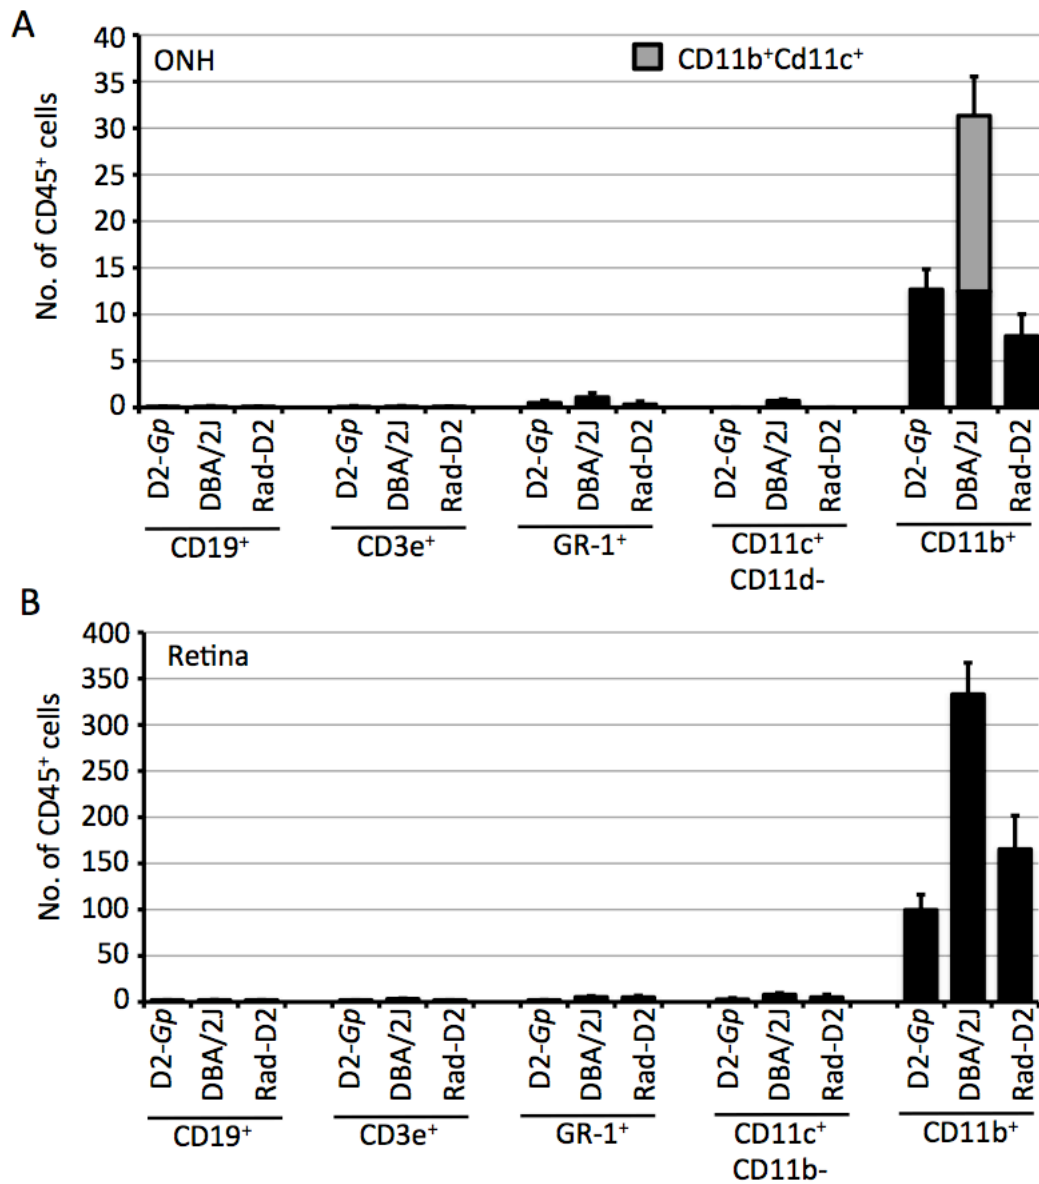 A
ONH
CD11b⁺Cd11c⁺
No. of CD45⁺ cells
40
35
30
25
20
15
10
5
0
D2-Gp
DBA/2J
Rad-D2
D2-Gp
DBA/2J
Rad-D2
D2-Gp
DBA/2J
Rad-D2
D2-Gp
DBA/2J
Rad-D2
D2-Gp
DBA/2J
Rad-D2
CD19⁺
CD3e⁺
GR-1⁺
CD11c⁺
CD11d-
CD11b⁺
B
Retina
No. of CD45⁺ cells
400
350
300
250
200
150
100
50
0
D2-Gp
DBA/2J
Rad-D2
D2-Gp
DBA/2J
Rad-D2
D2-Gp
DBA/2J
Rad-D2
D2-Gp
DBA/2J
Rad-D2
D2-Gp
DBA/2J
Rad-D2
CD19⁺
CD3e⁺
GR-1⁺
CD11c⁺
CD11b-
CD11b⁺